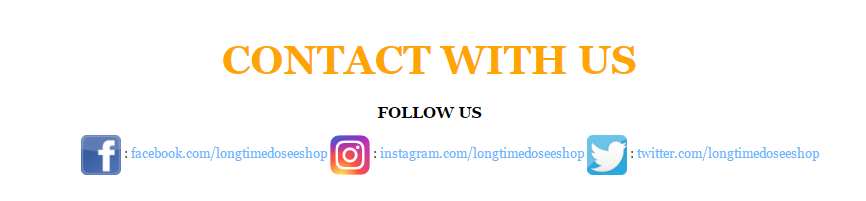 CONTACT WITH US
FOLLOW US
: facebook.com/longtimedoseeshop : instagram.com/longtimedoseeshop : twitter.com/longtimedoseeshop